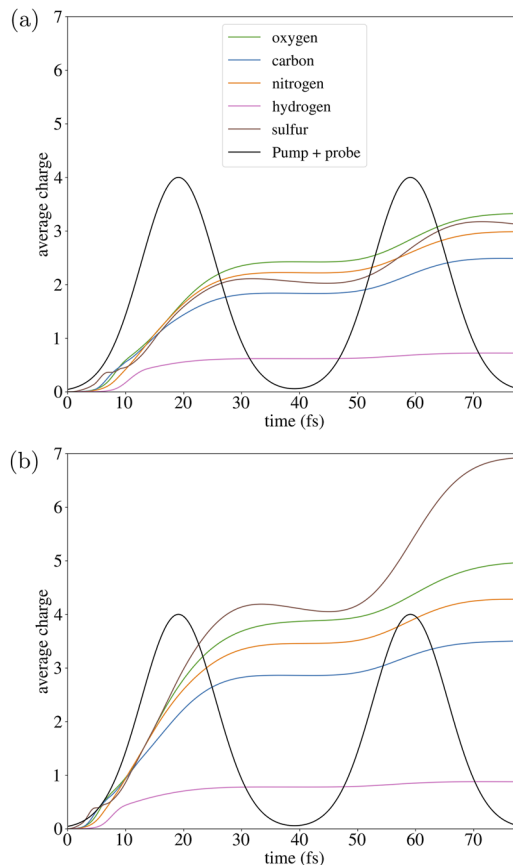 (a)
7
6
5
4
3
2
1
0
average charge
oxygen
carbon
nitrogen
hydrogen
sulfur
Pump + probe
0 10 20 30 40 50 60 70
time (fs)
(b)
7
6
5
4
3
2
1
0
average charge
0 10 20 30 40 50 60 70
time (fs)